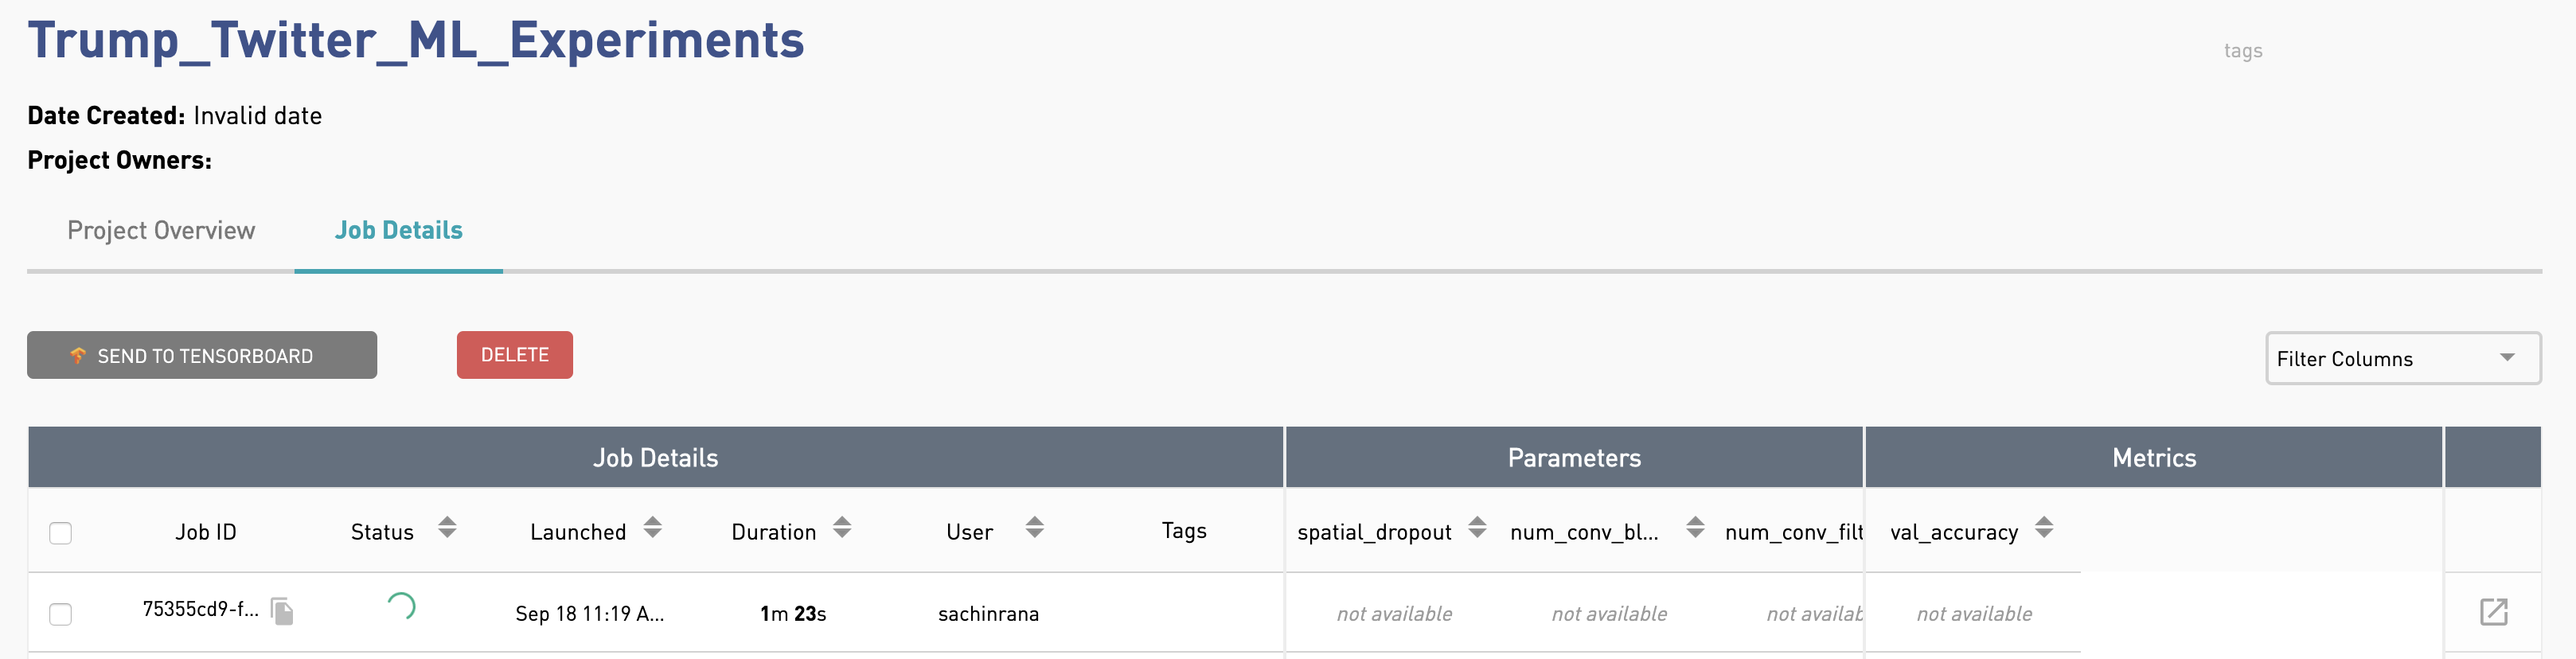 Trump_Twitter_ML_Experiments
tags
Date Created: Invalid date
Project Owners:
Project Overview Job Details
SEND TO TENSORBOARD DELETE Filter Columns
Job Details Parameters Metrics
Job ID Status Launched Duration User Tags spatial_dropout num_conv_bl... num_conv_filt val_accuracy
75355cd9-f... Sep 18 11:19 A... 1m 23s sachinrana not available not available not availab not available